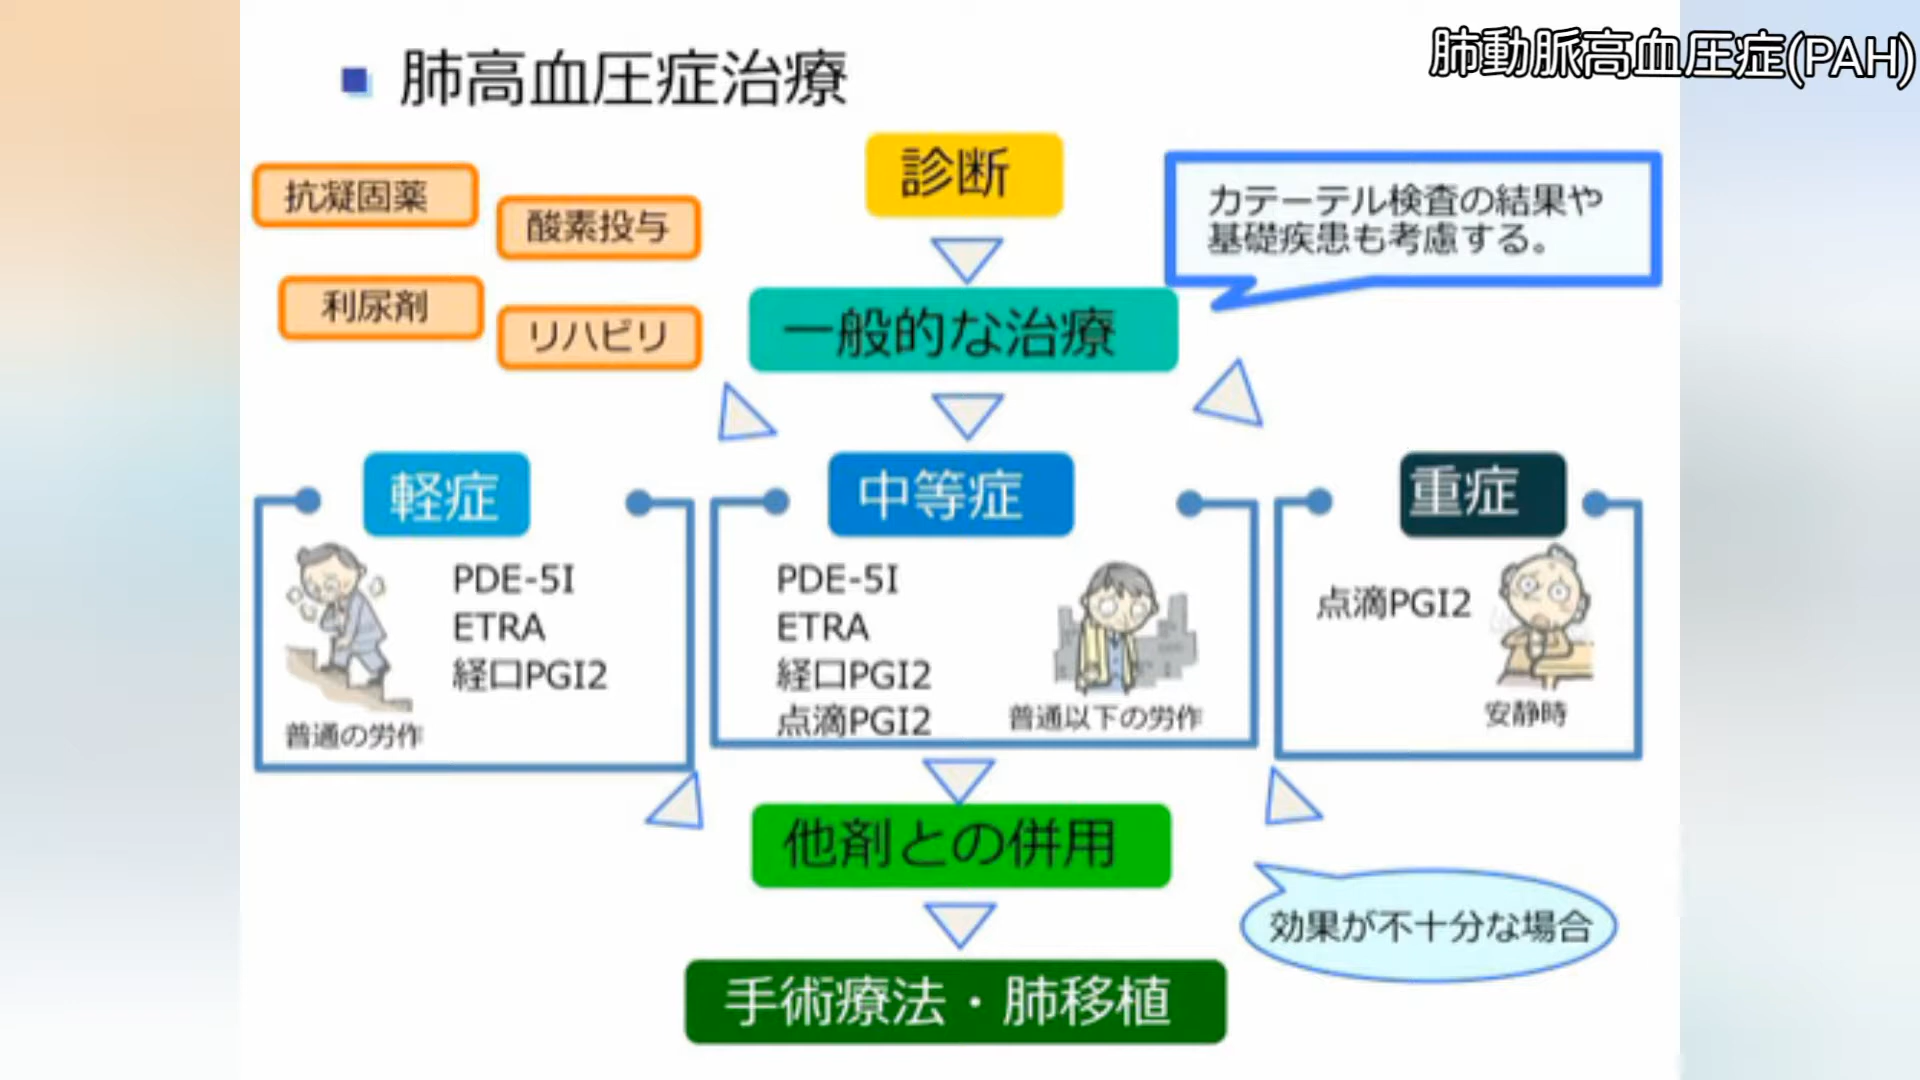 肺動脈高血圧症(PAH)
肺高血圧症治療
診断
抗凝固薬
酸素投与
利尿剤
リハビリ
カテーテル検査の結果や
基礎疾患も考慮する。
一般的な治療
軽症
PDE-5I
ETRA
経口PGI2
普通の労作
中等症
PDE-5I
ETRA
経口PGI2
点滴PGI2
普通以下の労作
重症
点滴PGI2
安静時
他剤との併用
効果が不十分な場合
手術療法・肺移植